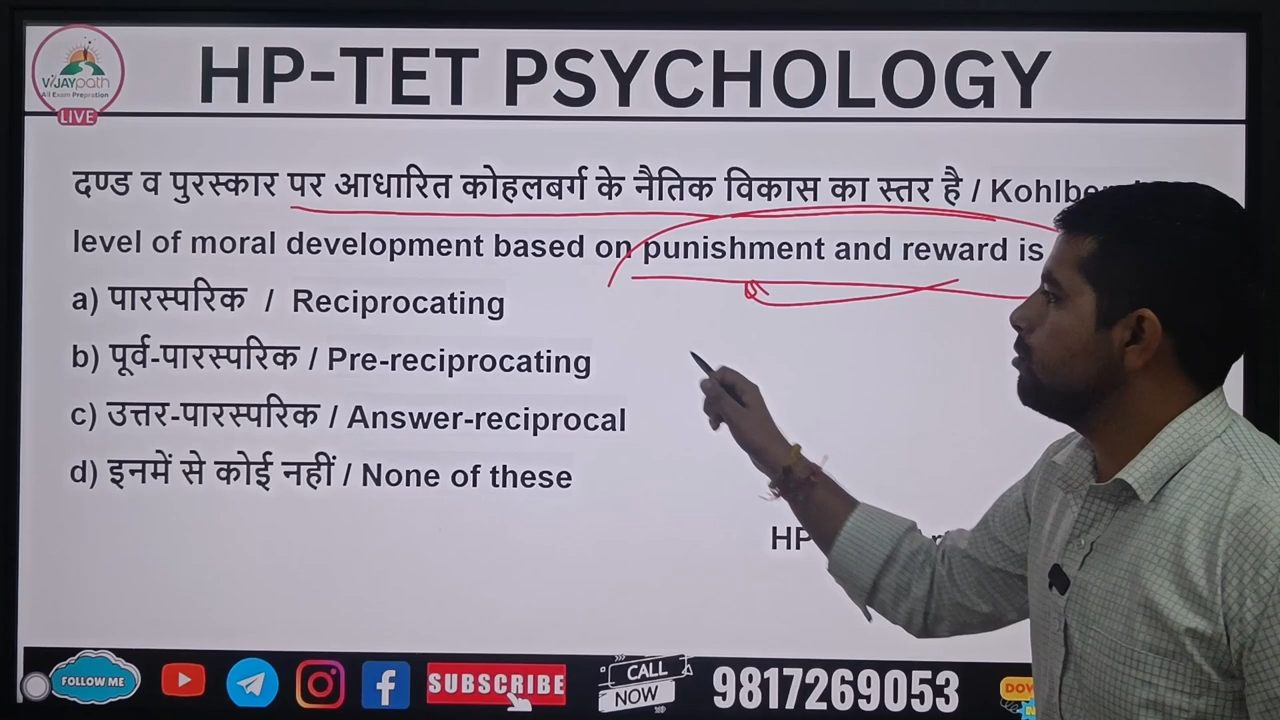 VIJAYpath
All Exam Prepration
LIVE
HP-TET PSYCHOLOGY
दण्ड व पुरस्कार पर आधारित कोहलबर्ग के नैतिक विकास का स्तर है /
level of moral development based on punishment and reward is
a) पारस्परिक / Reciprocating
b) पूर्व-पारस्परिक / Pre-reciprocating
c) उत्तर-पारस्परिक / Answer-reciprocal
d) इनमें से कोई नहीं / None of these
HP
FOLLOW ME
SUBSCRIBE
CALL
NOW
9817269053